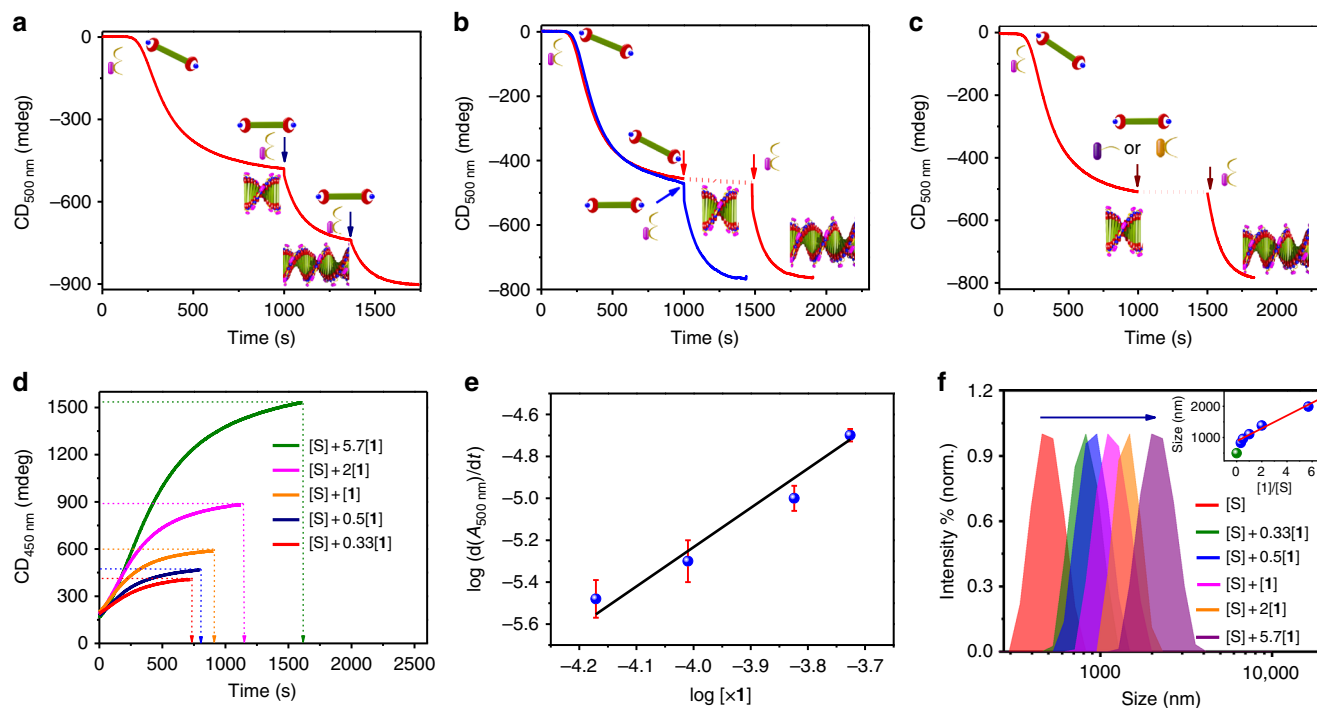 a
0
−300
−600
−900
CD500 nm (mdeg)
0 500 1000 1500
Time (s)
b
0
−200
−400
−600
−800
CD500 nm (mdeg)
0 500 1000 1500 2000
Time (s)
c
0
−200
−400
−600
−800
CD500 nm (mdeg)
or
0 500 1000 1500 2000
Time (s)
d
1500
1200
900
600
300
0
CD450 nm (mdeg)
[S] + 5.7[1]
[S] + 2[1]
[S] + [1]
[S] + 0.5[1]
[S] + 0.33[1]
0 500 1000 1500 2000 2500
Time (s)
e
−4.6
−4.8
−5.0
−5.2
−5.4
−5.6
log (d(A500 nm)/dt)
−4.2 −4.1 −4.0 −3.9 −3.8 −3.7
log [×1]
f
1.2
0.9
0.6
0.3
0.0
Intensity % (norm.)
2000
1000
Size (nm)
0 2 4 6
[1]/[S]
[S]
[S] + 0.33[1]
[S] + 0.5[1]
[S] + [1]
[S] + 2[1]
[S] + 5.7[1]
1000 10,000
Size (nm)